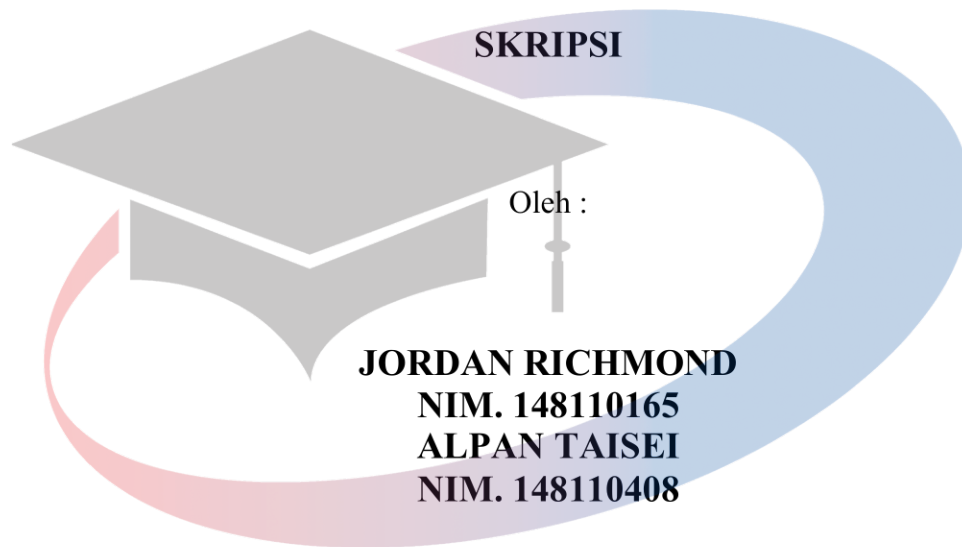 SKRIPSI
Oleh :
JORDAN RICHMOND
NIM. 148110165
ALPAN TAISEI
NIM. 148110408